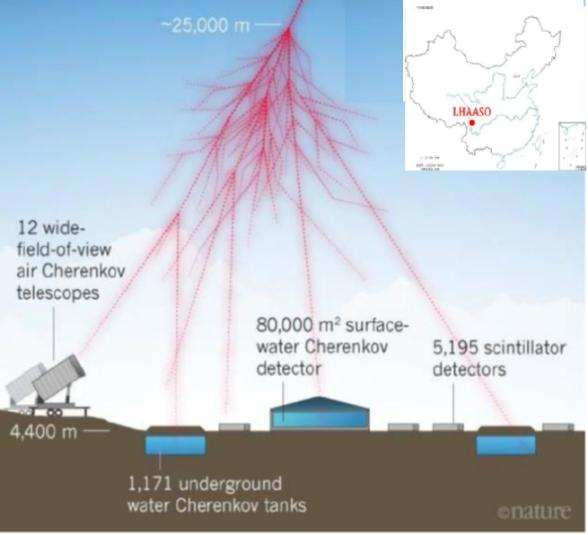 ~25,000 m
LHAASO
12 wide-
field-of-view
air Cherenkov
telescopes
80,000 m² surface-
water Cherenkov
detector
5,195 scintillator
detectors
4,400 m
1,171 underground
water Cherenkov tanks
©nature